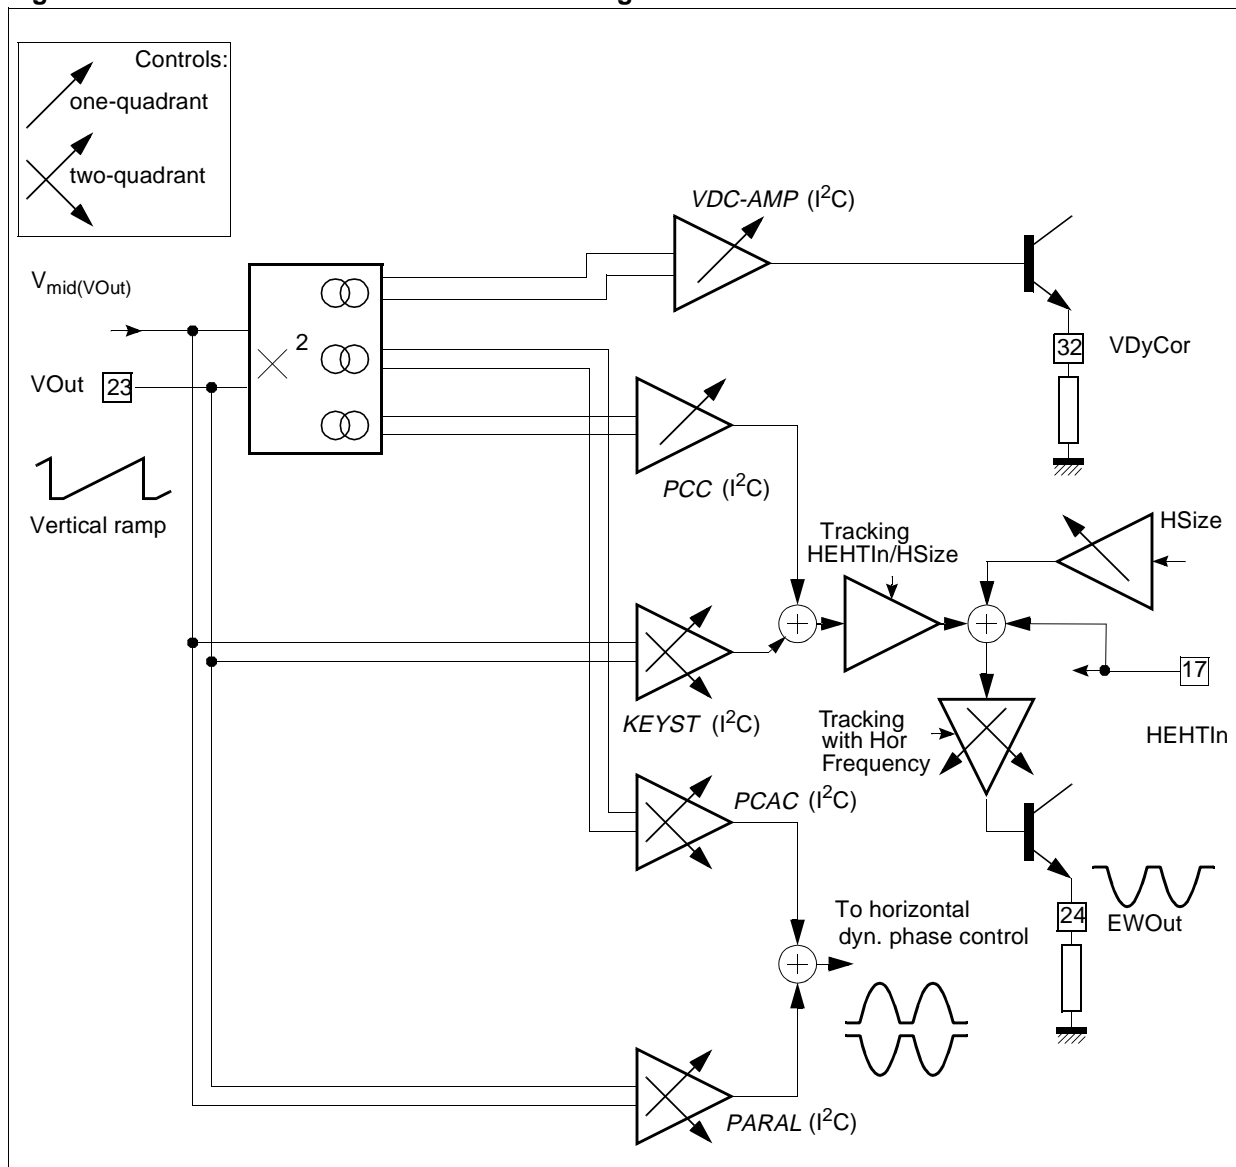 Controls:
one-quadrant
two-quadrant
VDC-AMP (I²C)
Vmid(VOut)
2
VOut 23
32 VDyCor
PCC (I²C)
Vertical ramp
Tracking
HEHTIn/HSize
HSize
KEYST (I²C)
17
HEHTIn
Tracking
with Hor
Frequency
PCAC (I²C)
To horizontal
dyn. phase control
24
EWOut
PARAL (I²C)